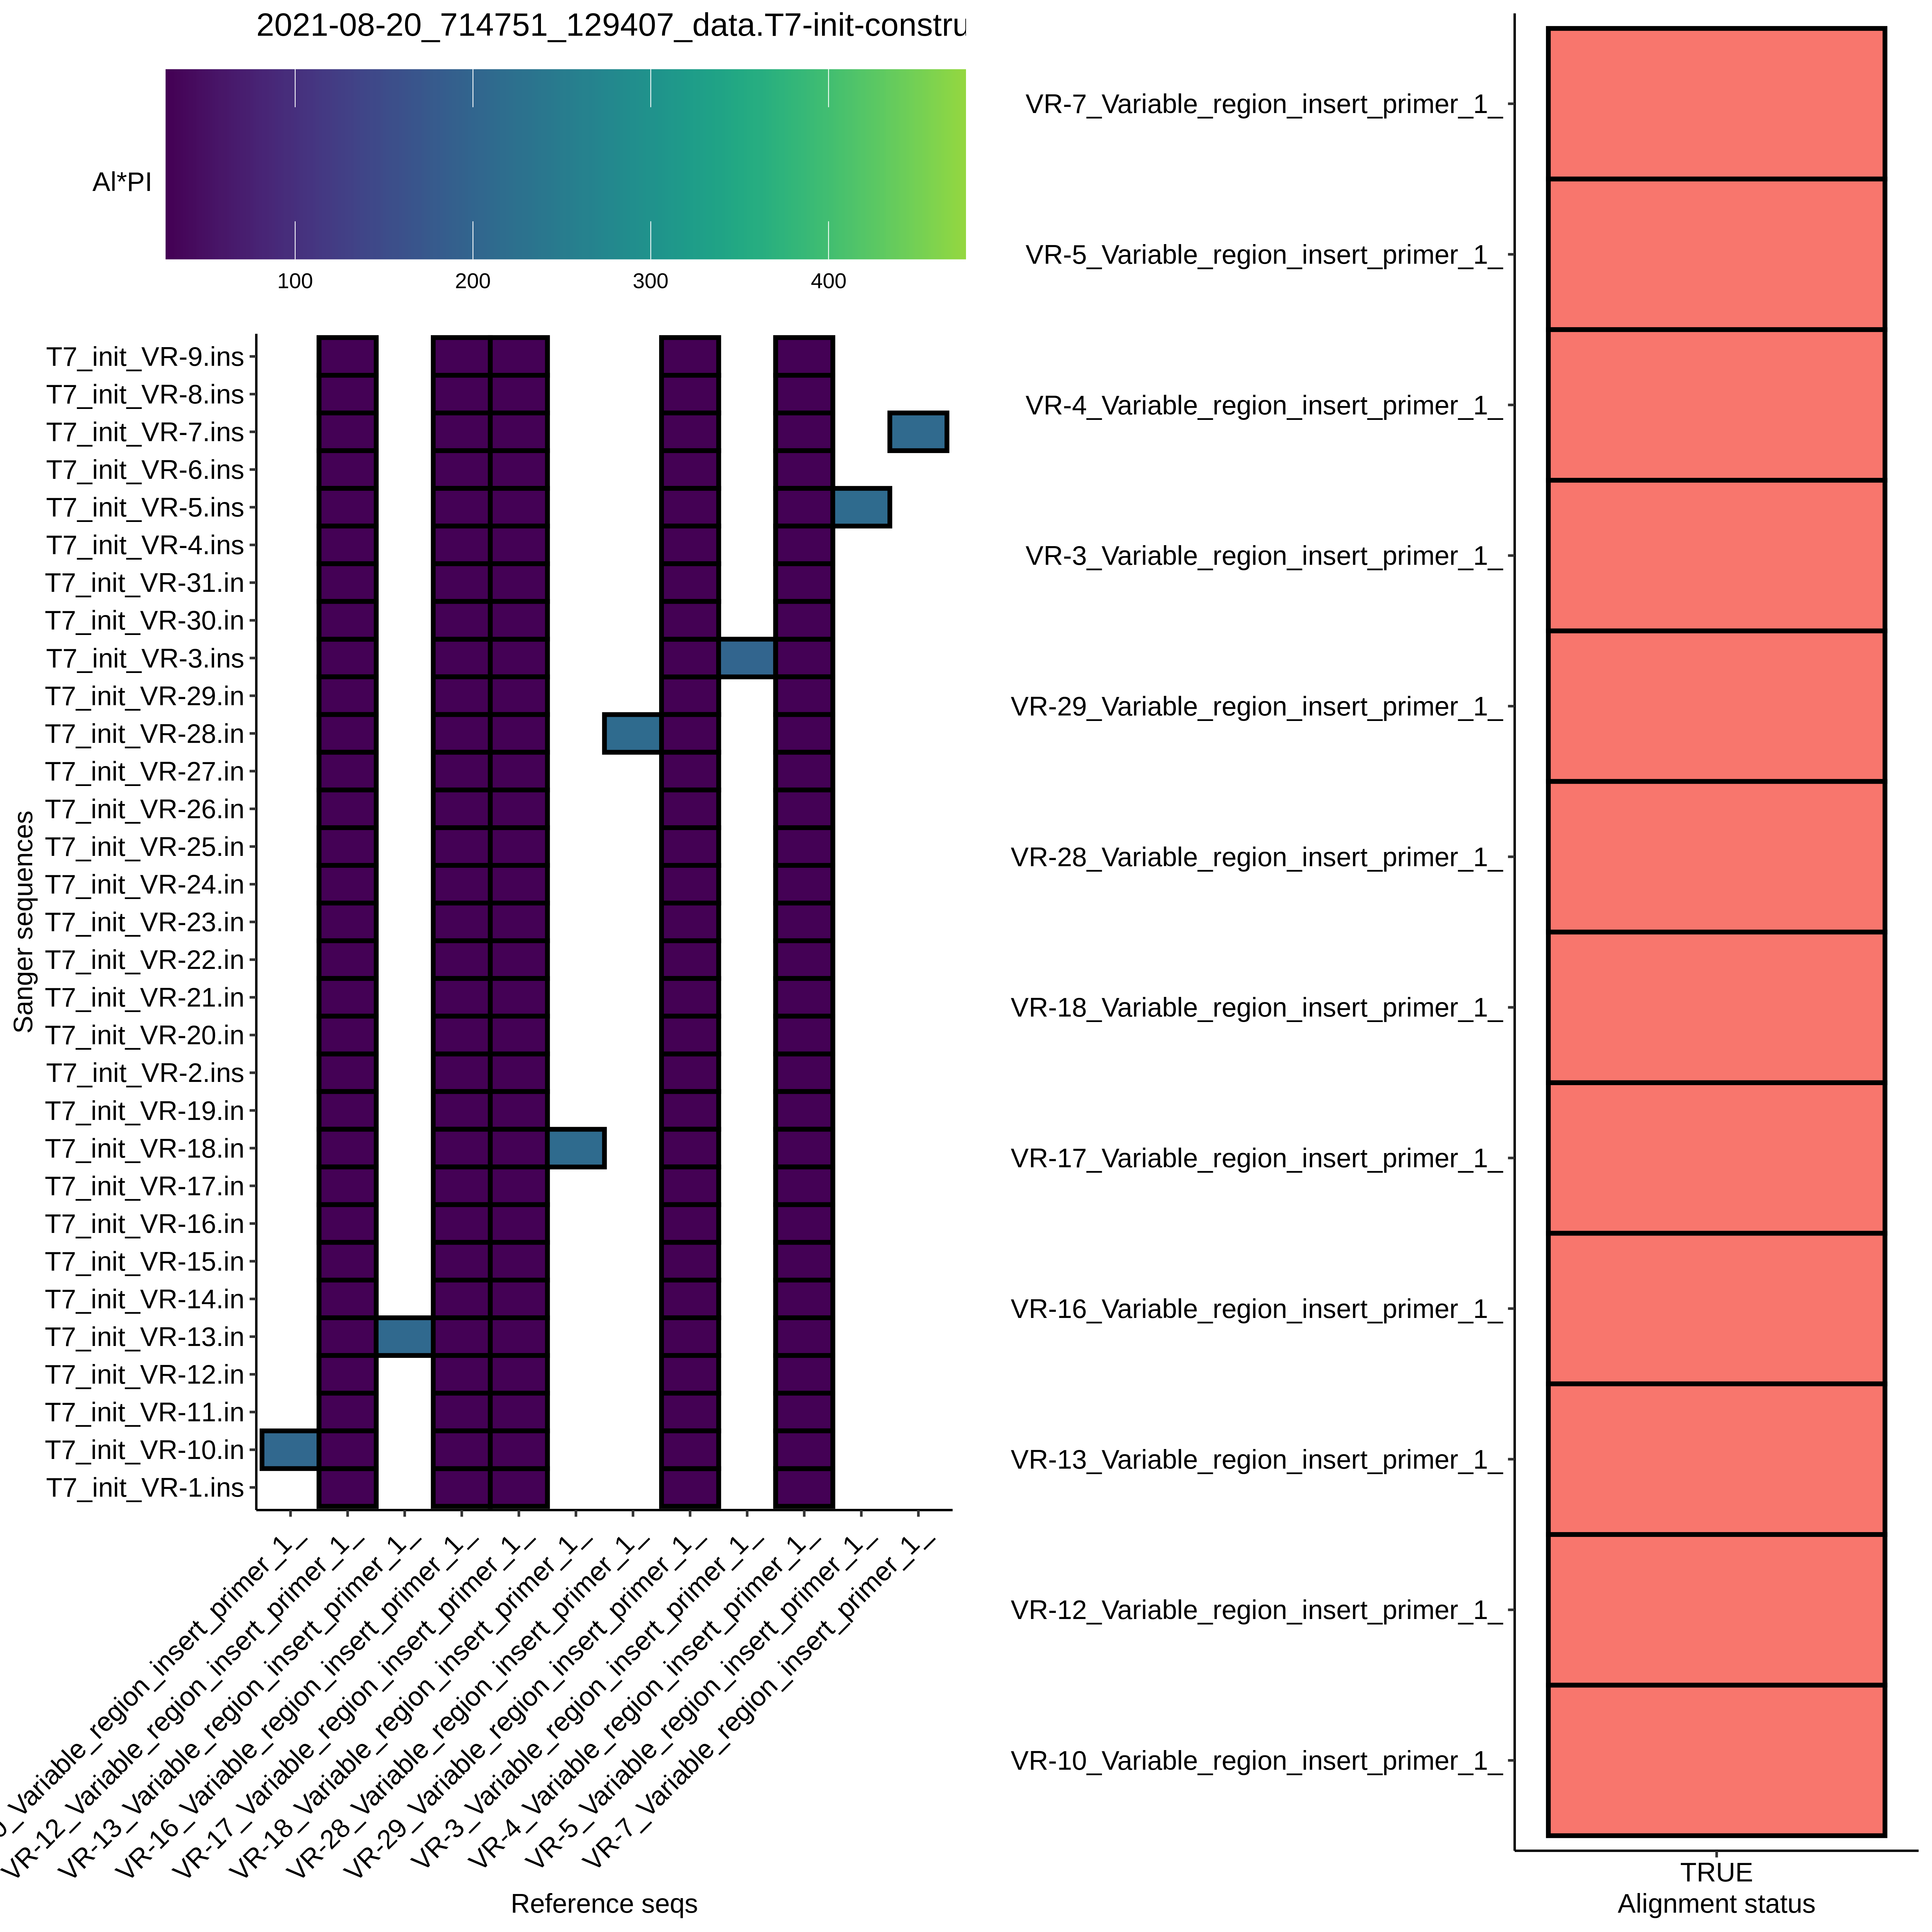 2021-08-20_714751_129407_data.T7-init-constru
Al*PI
100 200 300 400
Sanger sequences
T7_init_VR-9.ins
T7_init_VR-8.ins
T7_init_VR-7.ins
T7_init_VR-6.ins
T7_init_VR-5.ins
T7_init_VR-4.ins
T7_init_VR-31.in
T7_init_VR-30.in
T7_init_VR-3.ins
T7_init_VR-29.in
T7_init_VR-28.in
T7_init_VR-27.in
T7_init_VR-26.in
T7_init_VR-25.in
T7_init_VR-24.in
T7_init_VR-23.in
T7_init_VR-22.in
T7_init_VR-21.in
T7_init_VR-20.in
T7_init_VR-2.ins
T7_init_VR-19.in
T7_init_VR-18.in
T7_init_VR-17.in
T7_init_VR-16.in
T7_init_VR-15.in
T7_init_VR-14.in
T7_init_VR-13.in
T7_init_VR-12.in
T7_init_VR-11.in
T7_init_VR-10.in
T7_init_VR-1.ins
_Variable_region_insert_primer_1_
VR-12_Variable_region_insert_primer_1_
VR-13_Variable_region_insert_primer_1_
VR-16_Variable_region_insert_primer_1_
VR-17_Variable_region_insert_primer_1_
VR-18_Variable_region_insert_primer_1_
VR-28_Variable_region_insert_primer_1_
VR-29_Variable_region_insert_primer_1_
VR-3_Variable_region_insert_primer_1_
VR-4_Variable_region_insert_primer_1_
VR-5_Variable_region_insert_primer_1_
VR-7_Variable_region_insert_primer_1_
Reference seqs
VR-7_Variable_region_insert_primer_1_
VR-5_Variable_region_insert_primer_1_
VR-4_Variable_region_insert_primer_1_
VR-3_Variable_region_insert_primer_1_
VR-29_Variable_region_insert_primer_1_
VR-28_Variable_region_insert_primer_1_
VR-18_Variable_region_insert_primer_1_
VR-17_Variable_region_insert_primer_1_
VR-16_Variable_region_insert_primer_1_
VR-13_Variable_region_insert_primer_1_
VR-12_Variable_region_insert_primer_1_
VR-10_Variable_region_insert_primer_1_
TRUE
Alignment status